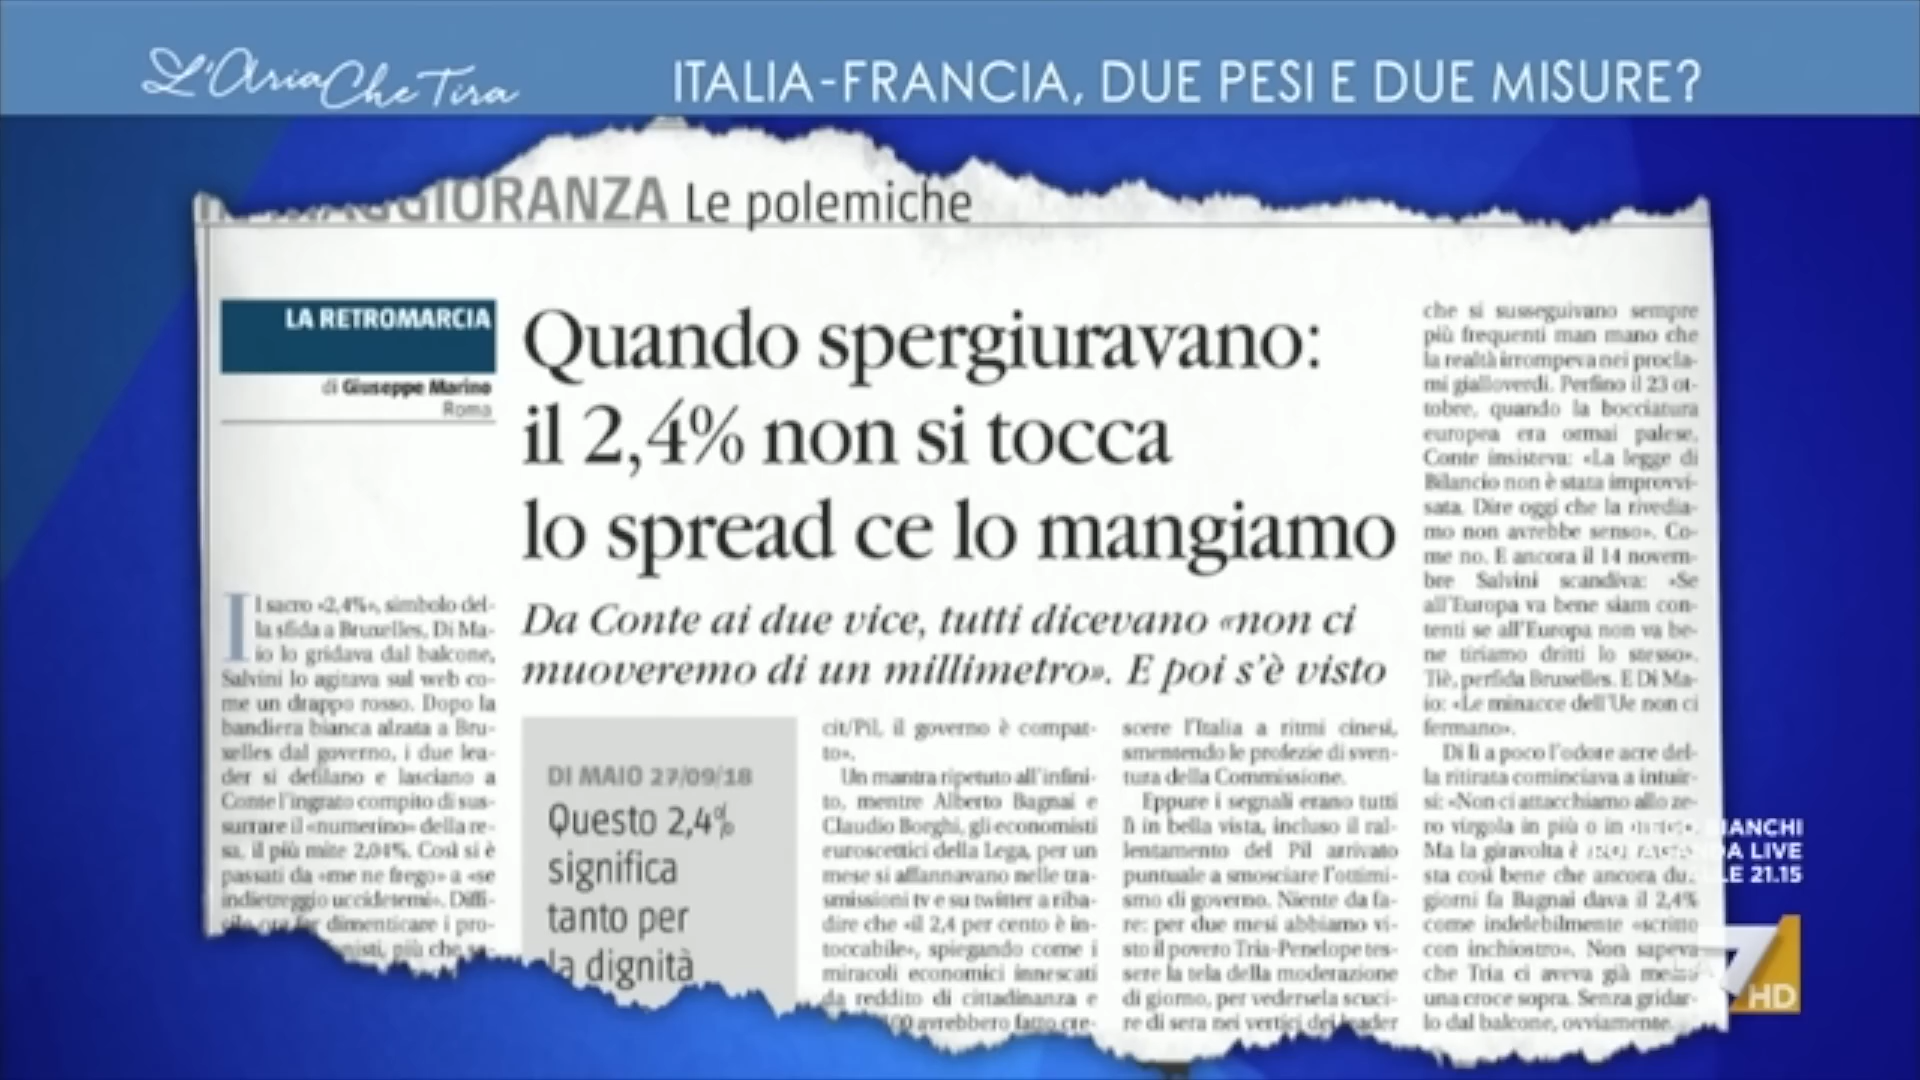 L'Aria Che Tira
ITALIA-FRANCIA, DUE PESI E DUE MISURE?
Le polemiche
LA RETROMARCIA
di Giuseppe Marino
Roma
Quando spergiuravano:
il 2,4% non si tocca
lo spread ce lo mangiamo
Da Conte ai due vice, tutti dicevano «non ci
muoveremo di un millimetro». E poi s'è visto
Il sacro «2,4%», simbolo del-
la sfida a Bruxelles, Di Ma-
io lo gridava dal balcone,
Salvini lo agitava sul web co-
me un drappo rosso. Dopo la
bandiera bianca alzata a Bru-
xelles dal governo, i due lea-
der si defilano e lasciano a
Conte l'ingrato compito di sus-
surrare il «numerino» della re-
sa, il più mite 2,04%. Così si è
passati da «me ne frego» a «se
indietreggio uccidetemi». Diffi-
cile ora far dimenticare i pro-
più che
DI MAIO 27/09/18
Questo 2,4%
significa
tanto per
la dignità
cit/Pil, il governo è compat-
to».
Un mantra ripetuto all'infini-
to, mentre Alberto Bagnai e
Claudio Borghi, gli economisti
euroscettici della Lega, per un
mese si affannavano nelle tra-
smissioni tv e su twitter a riba-
dire che «il 2,4 per cento è in-
toccabile», spiegando come i
miracoli economici innescati
da reddito di cittadinanza e
avrebbero fatto cre-
scere l'Italia a ritmi cinesi,
smentendo le profezie di sven-
tura della Commissione.
Eppure i segnali erano tutti
lì in bella vista, incluso il ral-
lentamento del Pil arrivato
puntuale a smosciare l'ottimi-
smo di governo. Niente da fa-
re: per due mesi abbiamo vi-
sto il povero Tria-Penelope tes-
sere la tela della moderazione
di giorno, per vedersela scuci-
re di sera nei vertici dei leader
che si susseguivano sempre
più frequenti man mano che
la realtà irrompeva nei procla-
mi gialloverdi. Perfino il 23 ot-
tobre, quando la bocciatura
europea era ormai palese,
Conte insisteva: «La legge di
Bilancio non è stata improvvi-
sata. Dire oggi che la rivedia-
mo non avrebbe senso». Co-
me no. E ancora il 14 novem-
bre Salvini scandiva: «Se
all'Europa va bene siam con-
tenti se all'Europa non va be-
ne tiriamo dritti lo stesso».
Tiè, perfida Bruxelles. E Di Ma-
io: «Le minacce dell'Ue non ci
fermano».
Di lì a poco l'odore acre del-
la ritirata cominciava a intuir-
si: «Non ci attacchiamo allo ze-
ro virgola in più o in
Ma la giravolta è
sta così bene che ancora due
giorni fa Bagnai dava il 2,4%
come indelebilmente «scritto
con inchiostro». Non sapeva
che Tria ci aveva già messo
una croce sopra. Senza gridar-
lo dal balcone, ovviamente.
BIANCHI
LIVE
21.15
7
HD